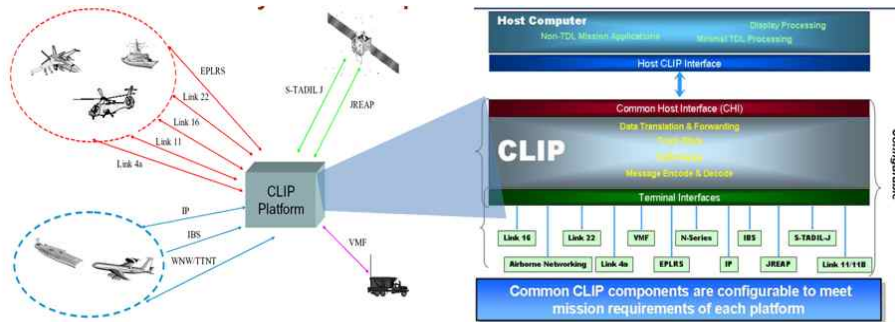 EPLRS
Link 22
Link 16
Link 11
Link 4a
S-TADIL J
JREAP
CLIP
Platform
IP
IBS
WNW/TTNT
VMF
Host Computer
Display Processing
Non-TDL Mission Applications
Minimal TDL Processing
Host CLIP Interface
Common Host Interface (CHI)
Data Translation & Forwarding
CLIP
Message Encode & Decode
Terminal Interfaces
Link 16
Link 22
VMF
N-Series
IBS
S-TADIL-J
Airborne Networking
Link 4a
EPLRS
IP
JREAP
Link 11/11B
Common CLIP components are configurable to meet
mission requirements of each platform